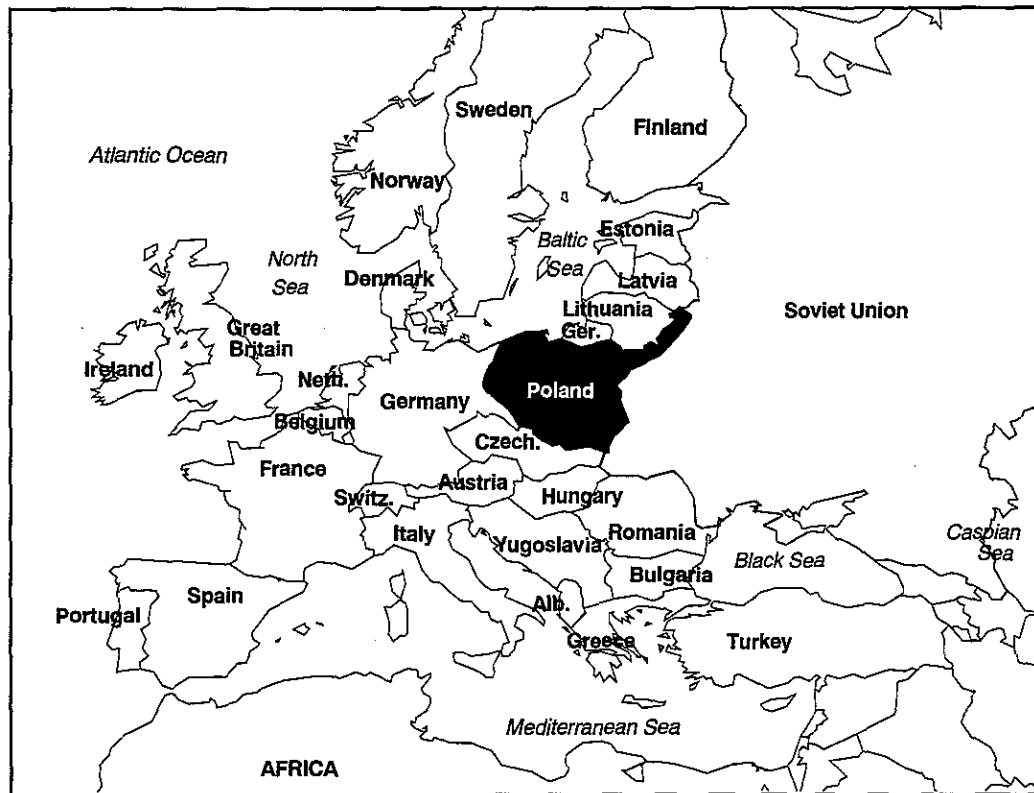 Sweden
Finland
Atlantic Ocean
Norway
Estonia
North
Sea
Baltic
Sea
Denmark
Latvia
Lithuania
Soviet Union
Ger.
Great
Britain
Ireland
Neth.
Poland
Germany
Belgium
Czech.
France
Austria
Switz.
Hungary
Italy
Romania
Caspian
Sea
Yugoslavia
Black Sea
Bulgaria
Spain
Alb.
Portugal
Greece
Turkey
Mediterranean Sea
AFRICA